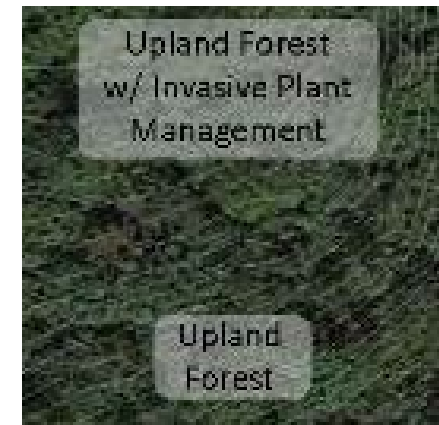 Upland Forest
w/ Invasive Plant
Management
Upland
Forest